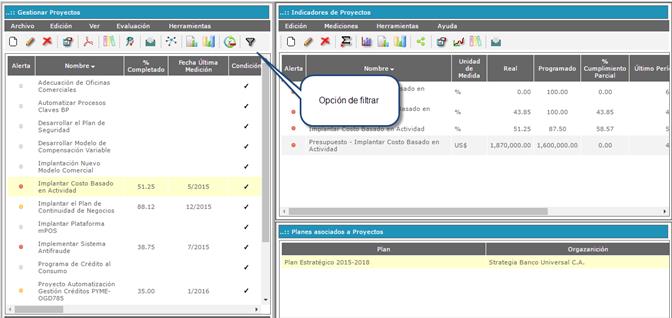 ..:: Gestionar Proyectos
Archivo Edición Ver Evaluación Herramientas
Alerta Nombre % Completado Fecha Última Medición Condición
Adecuación de Oficinas
Comerciales
Automatizar Procesos
Claves BP
Desarrollar el Plan de
Seguridad
Desarrollar Modelo de
Compensación Variable
Implantación Nuevo
Modelo Comercial
Implantar Costo Basado
en Actividad 51.25 5/2015
Implantar el Plan de
Continuidad de Negocios 88.12 12/2015
Implantar Plataforma
mPOS
Implementar Sistema
Antifraude 38.75 7/2015
Programa de Crédito al
Consumo
Proyecto Automatización
Gestión Créditos PYME-
OGD785 35.00 1/2016
..:: Indicadores de Proyectos
Edición Mediciones Herramientas Ayuda
Alerta Nombre Unidad de Medida Real Programado % Cumplimiento Parcial Último Perío
Basado en
% 0.00 100.00 0.00 6
Basado en
% 43.85 100.00 43.85
Implantar Costo Basado en Actividad % 51.25 87.50 58.57
Presupuesto - Implantar Costo Basado en
Actividad US$ 1,870,000.00 1,600,000.00 0.00 4
Opción de filtrar
..:: Planes asociados a Proyectos
Plan Orgazanición
Plan Estratégico 2015-2018 Strategia Banco Universal C.A.